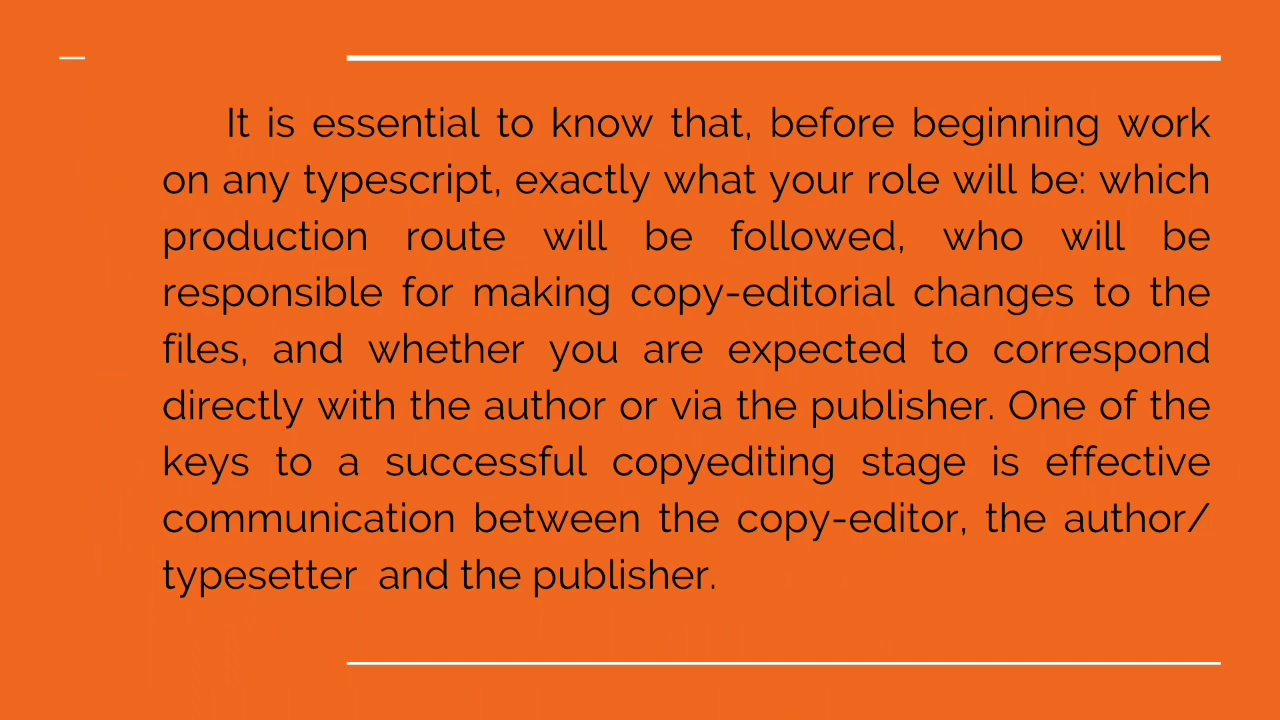 It is essential to know that, before beginning work
on any typescript, exactly what your role will be: which
production route will be followed, who will be
responsible for making copy-editorial changes to the
files, and whether you are expected to correspond
directly with the author or via the publisher. One of the
keys to a successful copyediting stage is effective
communication between the copy-editor, the author/
typesetter  and the publisher.